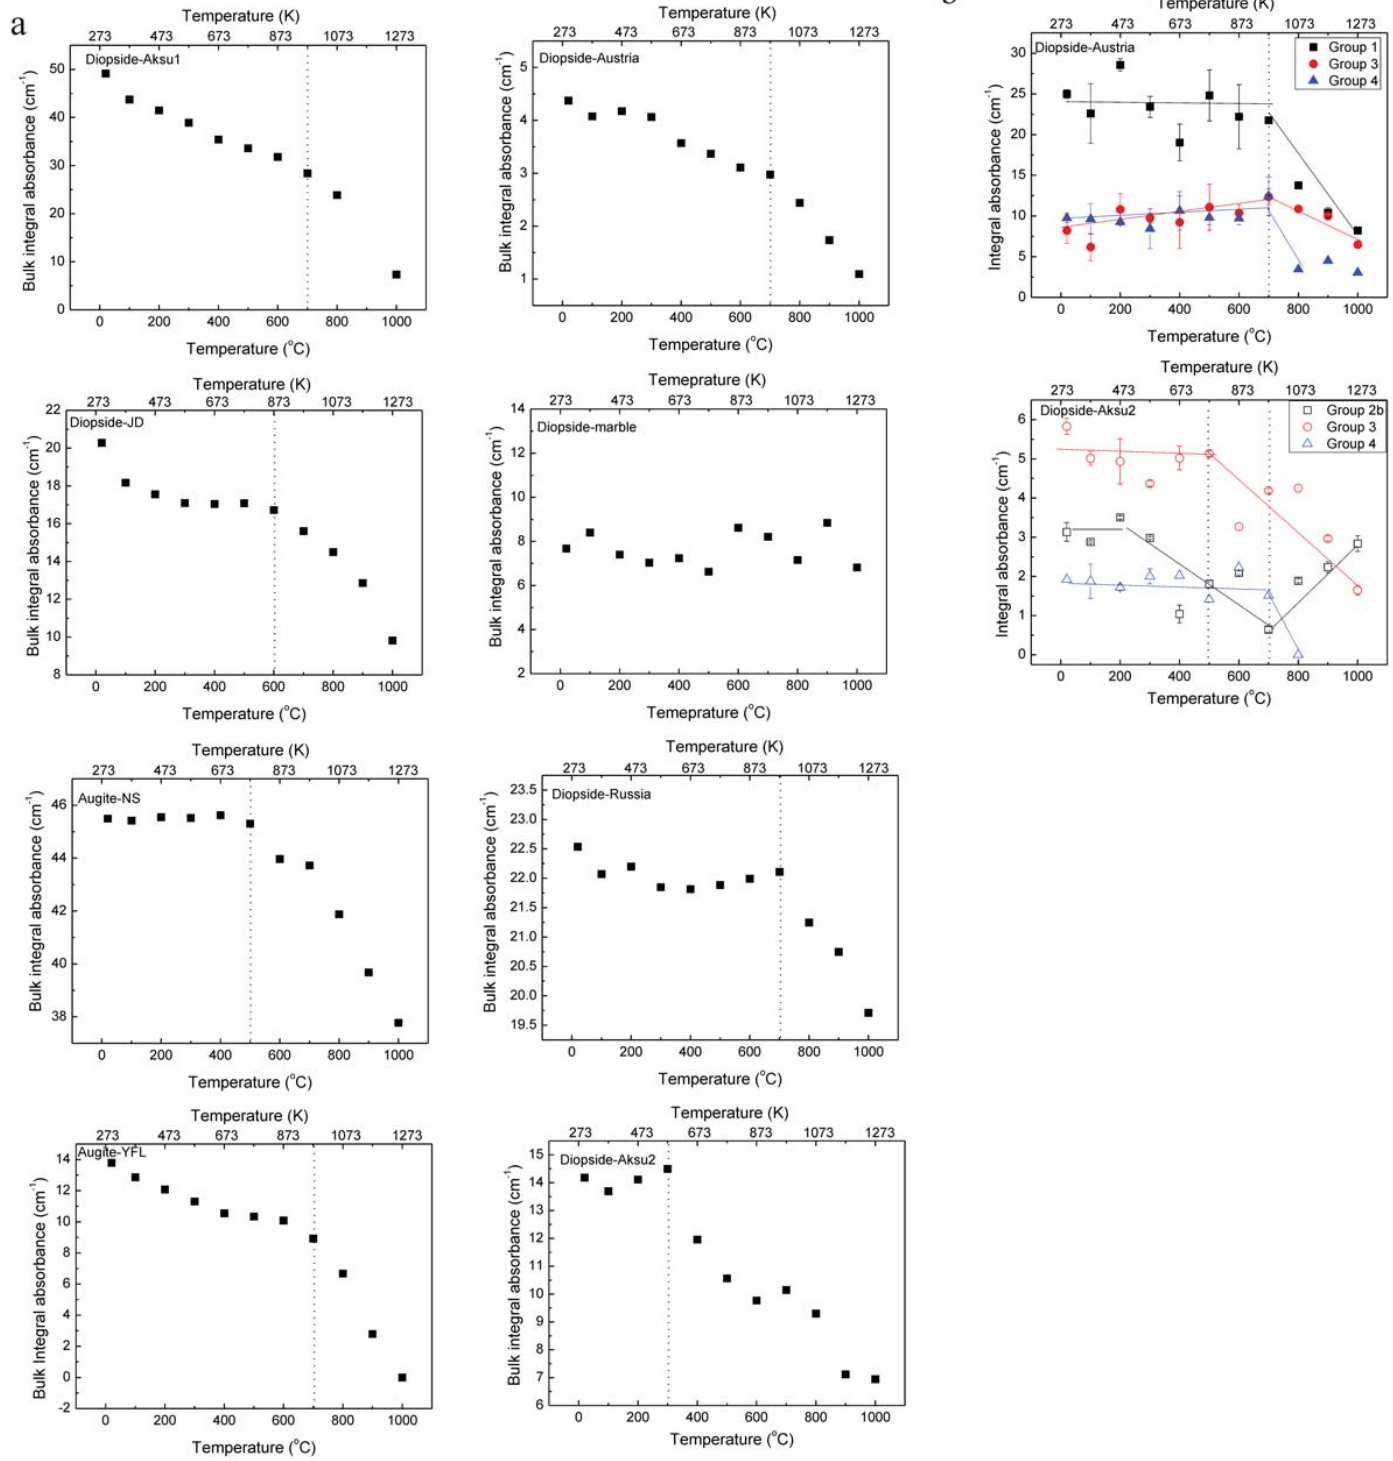 a
Temperature (K)
273 473 673 873 1073 1273
Diopside-Aksu1
Bulk integral absorbance (cm⁻¹)
50
40
30
20
10
0
0 200 400 600 800 1000
Temperature (°C)
Temperature (K)
273 473 673 873 1073 1273
Diopside-Austria
Bulk integral absorbance (cm⁻¹)
5
4
3
2
1
0 200 400 600 800 1000
Temperature (°C)
Temperature (K)
273 473 673 873 1073 1273
Diopside-Austria
Group 1
Group 3
Group 4
Integral absorbance (cm⁻¹)
30
25
20
15
10
5
0
0 200 400 600 800 1000
Temperature (°C)
Temperature (K)
273 473 673 873 1073 1273
Diopside-JD
Bulk integral absorbance (cm⁻¹)
22
20
18
16
14
12
10
8
0 200 400 600 800 1000
Temperature (°C)
Temeprature (K)
273 473 673 873 1073 1273
Diopside-marble
Bulk integral absorbance (cm⁻¹)
14
12
10
8
6
4
2
0 200 400 600 800 1000
Temeprature (°C)
Temperature (K)
273 473 673 873 1073 1273
Diopside-Aksu2
Group 2b
Group 3
Group 4
Integral absorbance (cm⁻¹)
6
5
4
3
2
1
0
0 200 400 600 800 1000
Temperature (°C)
Temperature (K)
273 473 673 873 1073 1273
Augite-NS
Bulk integral absorbance (cm⁻¹)
46
44
42
40
38
0 200 400 600 800 1000
Temperature (°C)
Temperature (K)
273 473 673 873 1073 1273
Diopside-Russia
Bulk integral absorbance (cm⁻¹)
23.5
23.0
22.5
22.0
21.5
21.0
20.5
20.0
19.5
0 200 400 600 800 1000
Temperature (°C)
Temperature (K)
273 473 673 873 1073 1273
Augite-YFL
Bulk Integral absorbance (cm⁻¹)
14
12
10
8
6
4
2
0
-2
0 200 400 600 800 1000
Temperature (°C)
Temperature (K)
273 473 673 873 1073 1273
Diopside-Aksu2
Bulk integral absorbance (cm⁻¹)
15
14
13
12
11
10
9
8
7
6
0 200 400 600 800 1000
Temperature (°C)